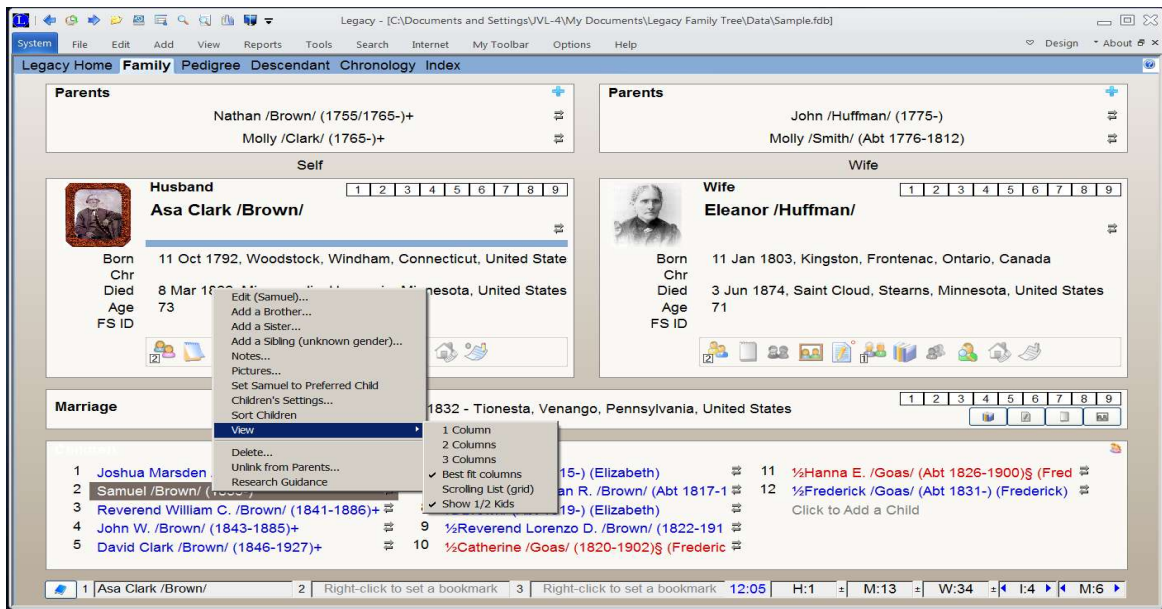 Legacy - [C:\Documents and Settings\JVL-4\My Documents\Legacy Family Tree\Data\Sample.fdb]
System File Edit Add View Reports Tools Search Internet My Toolbar Options Help Design About
Legacy Home Family Pedigree Descendant Chronology Index
Parents
Nathan /Brown/ (1755/1765-)+
Molly /Clark/ (1765-)+
Parents
John /Huffman/ (1775-)
Molly /Smith/ (Abt 1776-1812)
Self
Wife
Husband 1 2 3 4 5 6 7 8 9
Asa Clark /Brown/
Born 11 Oct 1792, Woodstock, Windham, Connecticut, United State
Chr
Died 8 Mar nesota, United States
Age 73
FS ID
2
Wife 1 2 3 4 5 6 7 8 9
Eleanor /Huffman/
Born 11 Jan 1803, Kingston, Frontenac, Ontario, Canada
Chr
Died 3 Jun 1874, Saint Cloud, Stearns, Minnesota, United States
Age 71
FS ID
2 1
Edit (Samuel)...
Add a Brother...
Add a Sister...
Add a Sibling (unknown gender)...
Notes...
Pictures...
Set Samuel to Preferred Child
Children's Settings...
Sort Children
View
Delete...
Unlink from Parents...
Research Guidance
1 Column
2 Columns
3 Columns
Best fit columns
Scrolling List (grid)
Show 1/2 Kids
Marriage 1832 - Tionesta, Venango, Pennsylvania, United States
1 2 3 4 5 6 7 8 9
1 Joshua Marsden
2 Samuel /Brown/
3 Reverend William C. /Brown/ (1841-1886)+
4 John W. /Brown/ (1843-1885)+
5 David Clark /Brown/ (1846-1927)+
15-) (Elizabeth)
an R. /Brown/ (Abt 1817-1
19-) (Elizabeth)
9 ½Reverend Lorenzo D. /Brown/ (1822-191
10 ½Catherine /Goas/ (1820-1902)§ (Frederic
11 ½Hanna E. /Goas/ (Abt 1826-1900)§ (Fred
12 ½Frederick /Goas/ (Abt 1831-) (Frederick)
Click to Add a Child
1 Asa Clark /Brown/ 2 Right-click to set a bookmark 3 Right-click to set a bookmark 12:05 H:1 ± M:13 ± W:34 ± I:4 M:6